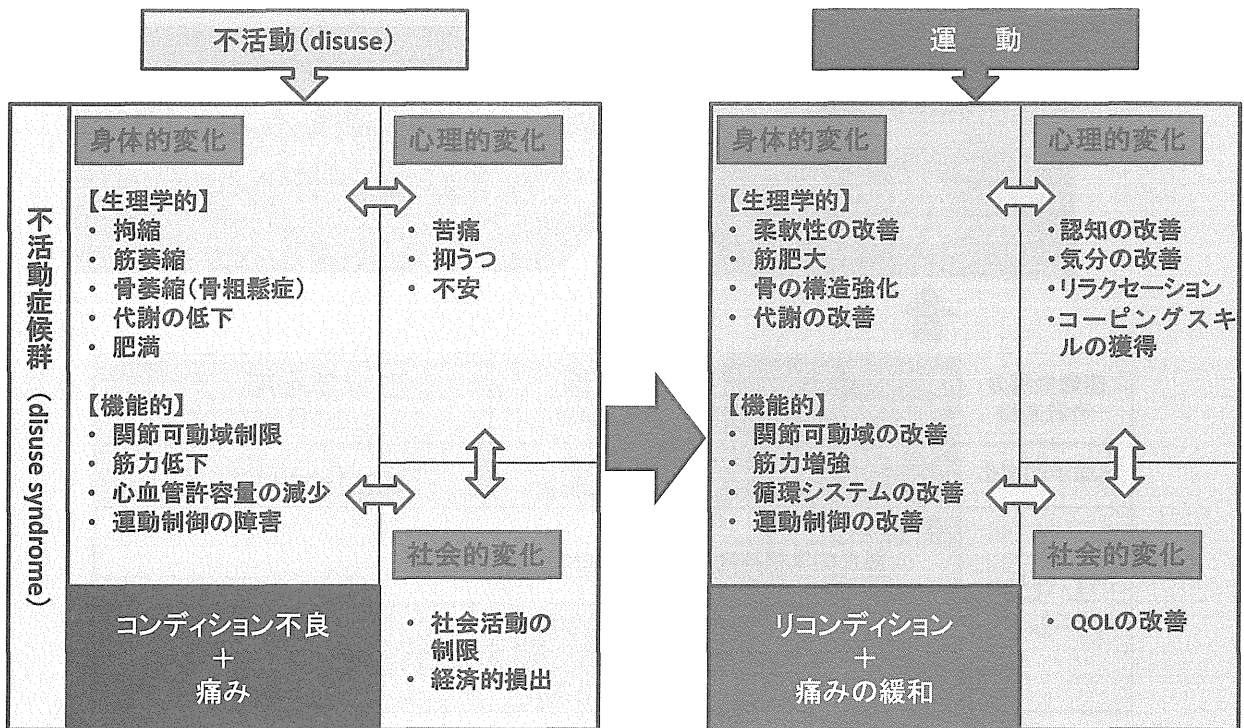 不活動(disuse)
不活動症候群 (disuse syndrome)
身体的変化
【生理学的】
・ 拘縮
・ 筋萎縮
・ 骨萎縮(骨粗鬆症)
・ 代謝の低下
・ 肥満
【機能的】
・ 関節可動域制限
・ 筋力低下
・ 心血管許容量の減少
・ 運動制御の障害
コンディション不良
+
痛み
心理的変化
・ 苦痛
・ 抑うつ
・ 不安
社会的変化
・ 社会活動の
制限
・ 経済的損出
運 動
身体的変化
【生理学的】
・ 柔軟性の改善
・ 筋肥大
・ 骨の構造強化
・ 代謝の改善
【機能的】
・ 関節可動域の改善
・ 筋力増強
・ 循環システムの改善
・ 運動制御の改善
リコンディション
+
痛みの緩和
心理的変化
・認知の改善
・気分の改善
・リラクセーション
・コーピングスキ
ルの獲得
社会的変化
・ QOLの改善